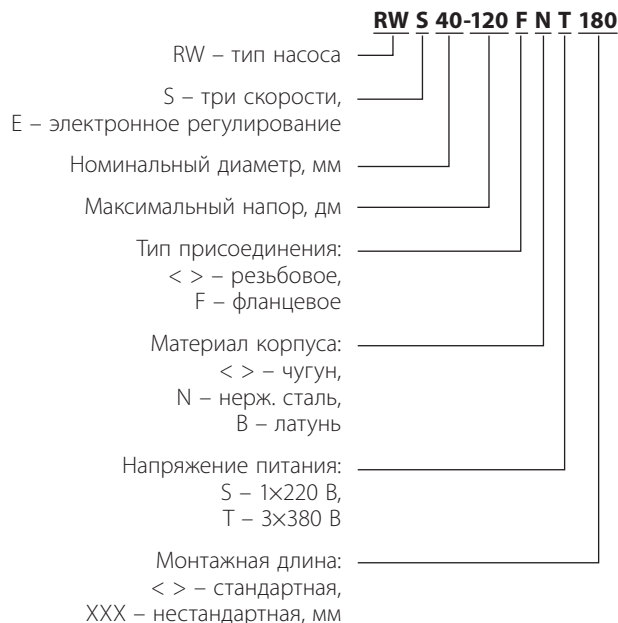 RW S 40-120 F N T 180
RW – тип насоса
S – три скорости,
E – электронное регулирование
Номинальный диаметр, мм
Максимальный напор, дм
Тип присоединения:
< > – резьбовое,
F – фланцевое
Материал корпуса:
< > – чугун,
N – нерж. сталь,
B – латунь
Напряжение питания:
S – 1×220 В,
T – 3×380 В
Монтажная длина:
< > – стандартная,
XXX – нестандартная, мм